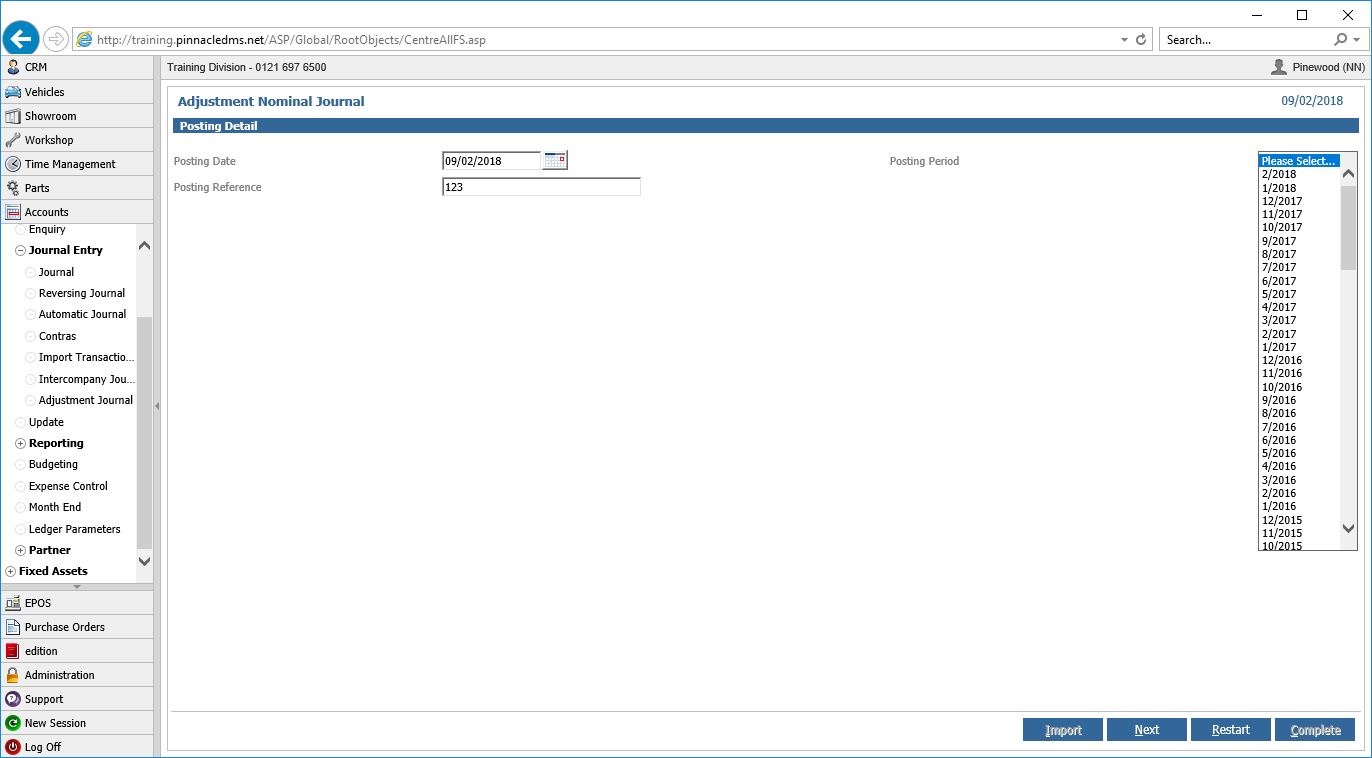 http://training.pinnacledms.net/ASP/Global/RootObjects/CentreAIIFS.asp
Search...
CRM
Vehicles
Showroom
Workshop
Time Management
Parts
Accounts
Enquiry
Journal Entry
Journal
Reversing Journal
Automatic Journal
Contras
Import Transactio...
Intercompany Jou...
Adjustment Journal
Update
Reporting
Budgeting
Expense Control
Month End
Ledger Parameters
Partner
Fixed Assets
EPOS
Purchase Orders
edition
Administration
Support
New Session
Log Off
Training Division - 0121 697 6500
Pinewood (NN)
Adjustment Nominal Journal
09/02/2018
Posting Detail
Posting Date
09/02/2018
Posting Reference
123
Posting Period
Please Select...
2/2018
1/2018
12/2017
11/2017
10/2017
9/2017
8/2017
7/2017
6/2017
5/2017
4/2017
3/2017
2/2017
1/2017
12/2016
11/2016
10/2016
9/2016
8/2016
7/2016
6/2016
5/2016
4/2016
3/2016
2/2016
1/2016
12/2015
11/2015
10/2015
Import
Next
Restart
Complete